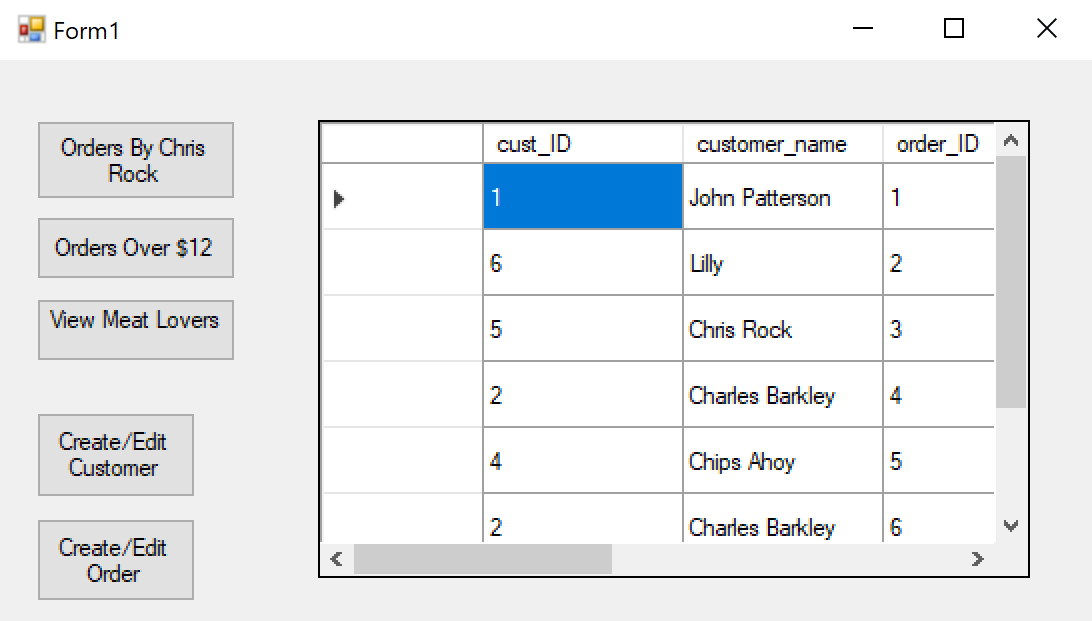 Form1
Orders By Chris
Rock
Orders Over $12
View Meat Lovers
Create/Edit
Customer
Create/Edit
Order
cust_ID customer_name order_ID
1 John Patterson 1
6 Lilly 2
5 Chris Rock 3
2 Charles Barkley 4
4 Chips Ahoy 5
2 Charles Barkley 6